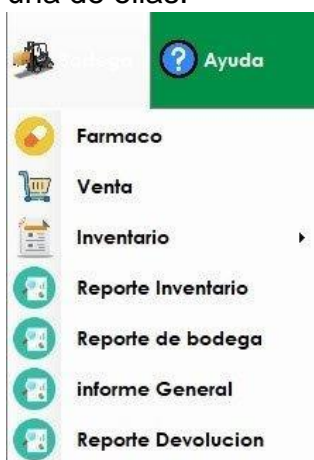 una de ellas.
Bodega
Ayuda
Farmaco
Venta
Inventario
Reporte Inventario
Reporte de bodega
informe General
Reporte Devolucion